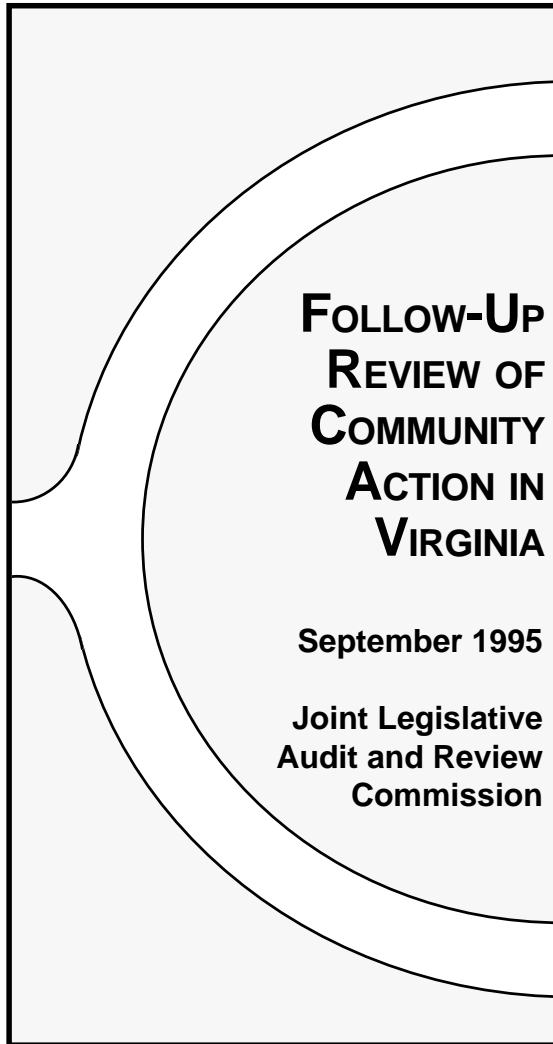 FOLLOW-UP
REVIEW OF
COMMUNITY
ACTION IN
VIRGINIA
September 1995
Joint Legislative
Audit and Review
Commission